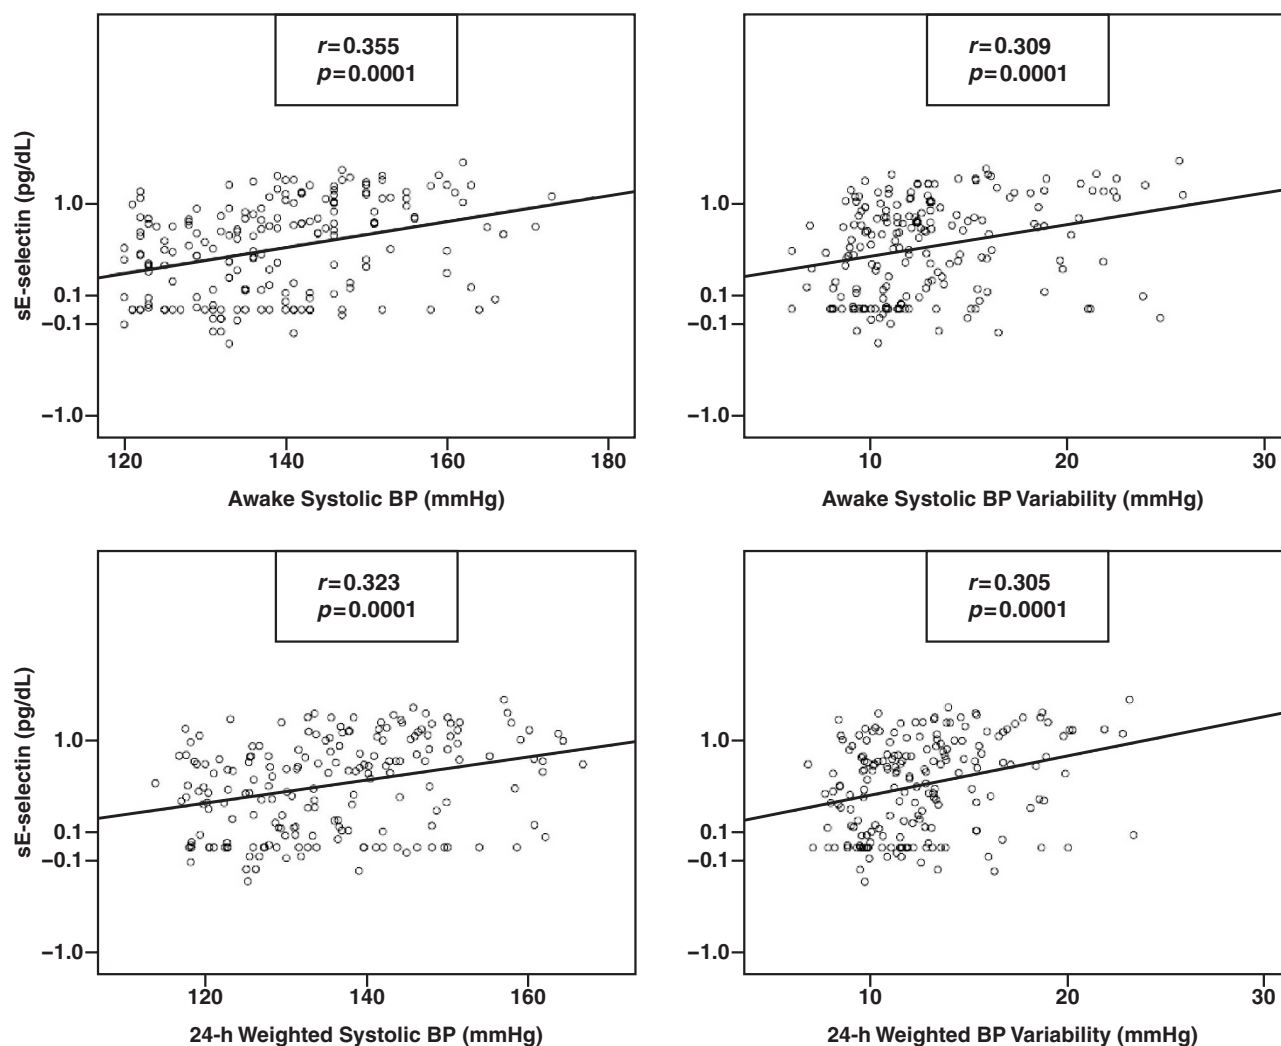 r=0.355
p=0.0001
sE-selectin (pg/dL)
1.0
0.1
−0.1
−1.0
120 140 160 180
Awake Systolic BP (mmHg)
r=0.309
p=0.0001
1.0
0.1
−0.1
−1.0
10 20 30
Awake Systolic BP Variability (mmHg)
r=0.323
p=0.0001
sE-selectin (pg/dL)
1.0
0.1
−0.1
−1.0
120 140 160
24-h Weighted Systolic BP (mmHg)
r=0.305
p=0.0001
1.0
0.1
−0.1
−1.0
10 20 30
24-h Weighted BP Variability (mmHg)